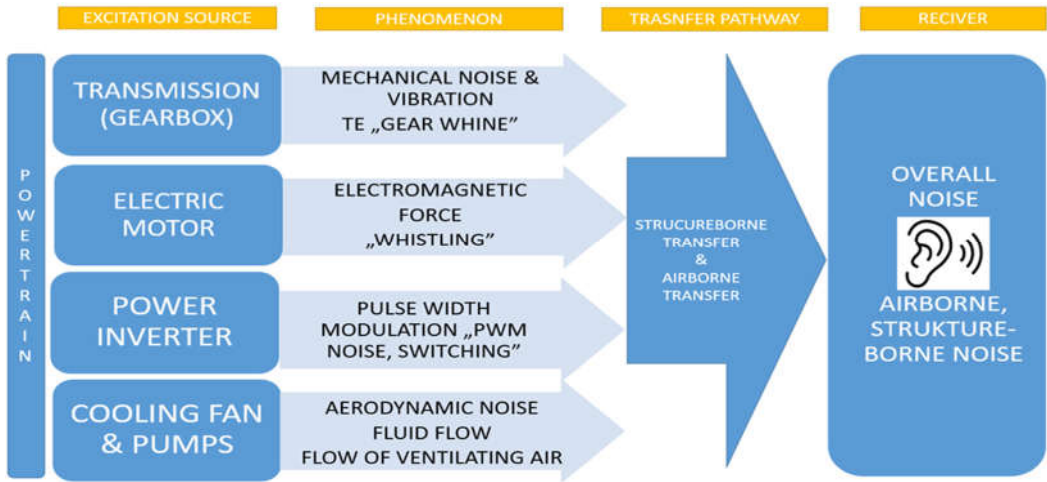 EXCITATION SOURCE
PHENOMENON
TRASNFER PATHWAY
RECIVER
POWERTRAIN
TRANSMISSION
(GEARBOX)
MECHANICAL NOISE &
VIBRATION
TE „GEAR WHINE”
ELECTRIC
MOTOR
ELECTROMAGNETIC
FORCE
„WHISTLING”
POWER
INVERTER
PULSE WIDTH
MODULATION „PWM
NOISE, SWITCHING”
COOLING FAN
& PUMPS
AERODYNAMIC NOISE
FLUID FLOW
FLOW OF VENTILATING AIR
STRUCUREBORNE
TRANSFER
&
AIRBORNE
TRANSFER
OVERALL
NOISE
AIRBORNE,
STRUKTURE-
BORNE NOISE